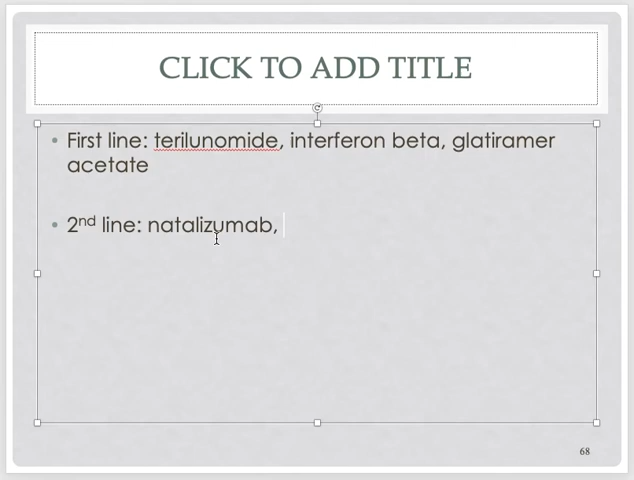 CLICK TO ADD TITLE
• First line: terilunomide, interferon beta, glatiramer
acetate
• 2nd line: natalizumab,
68